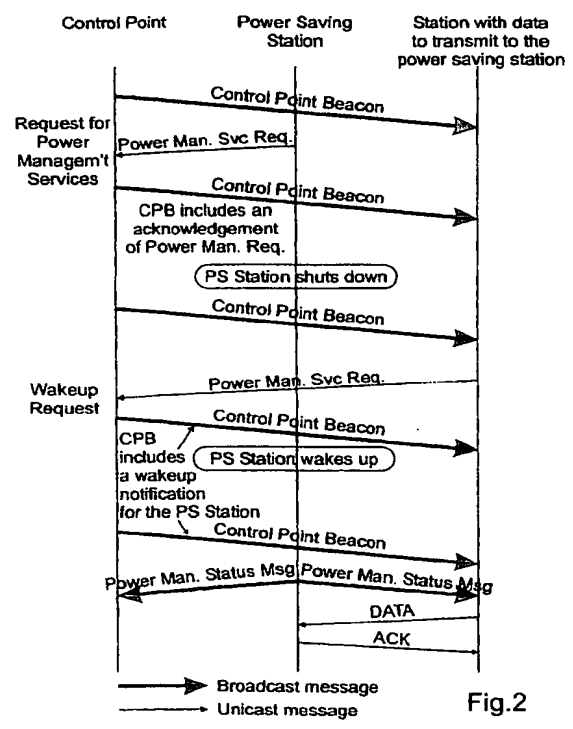 Control Point
Power Saving
Station
Station with data
to transmit to the
power saving station
Control Point Beacon
Request for
Power
Managem't
Services
Power Man. Svc Req.
Control Point Beacon
CPB includes an
acknowledgement
of Power Man. Req.
PS Station shuts down
Control Point Beacon
Power Man. Svc Req.
Wakeup
Request
Control Point Beacon
CPB
includes
a wakeup
notification
for the PS Station
PS Station wakes up
Control Point Beacon
Power Man. Status Msg
Power Man. Status Msg
DATA
ACK
Broadcast message
Unicast message
Fig.2